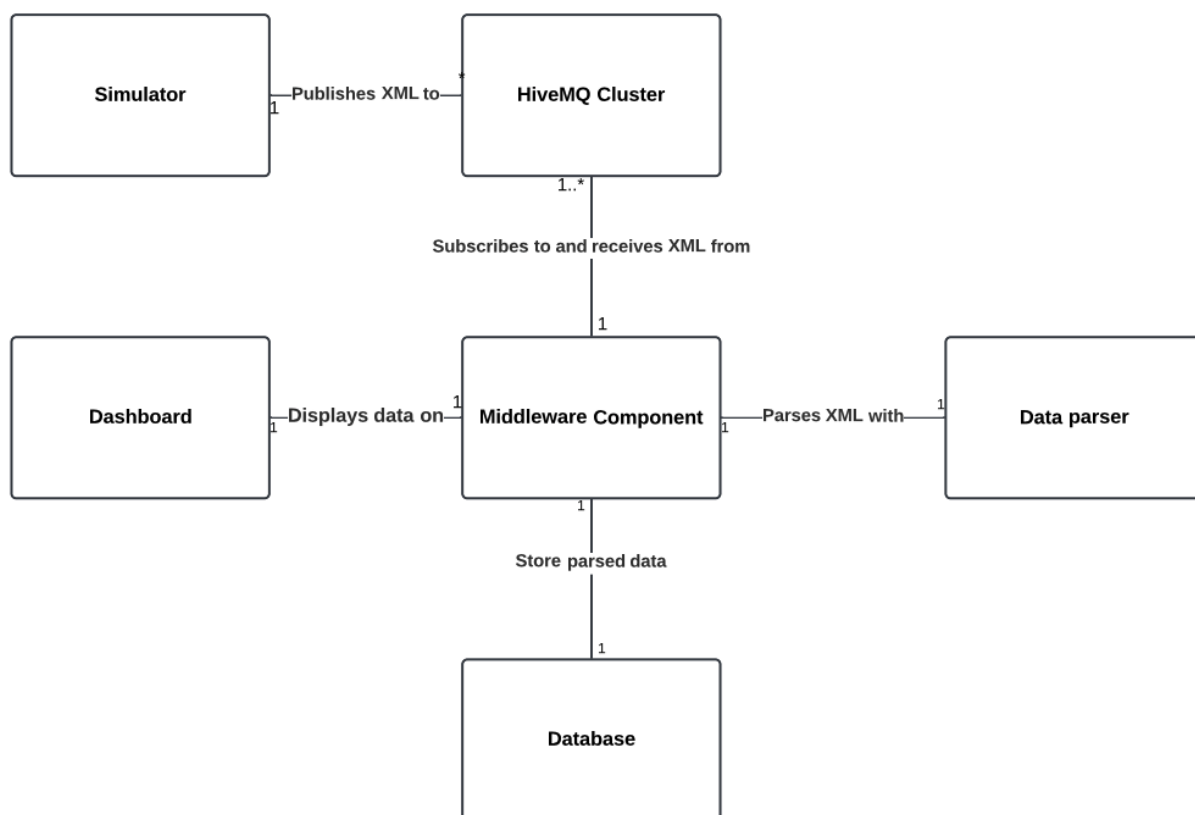 Simulator
1
Publishes XML to
*
HiveMQ Cluster
1..*
Subscribes to and receives XML from
1
Dashboard
1
Displays data on
1
Middleware Component
1
Parses XML with
1
Data parser
1
Store parsed data
1
Database